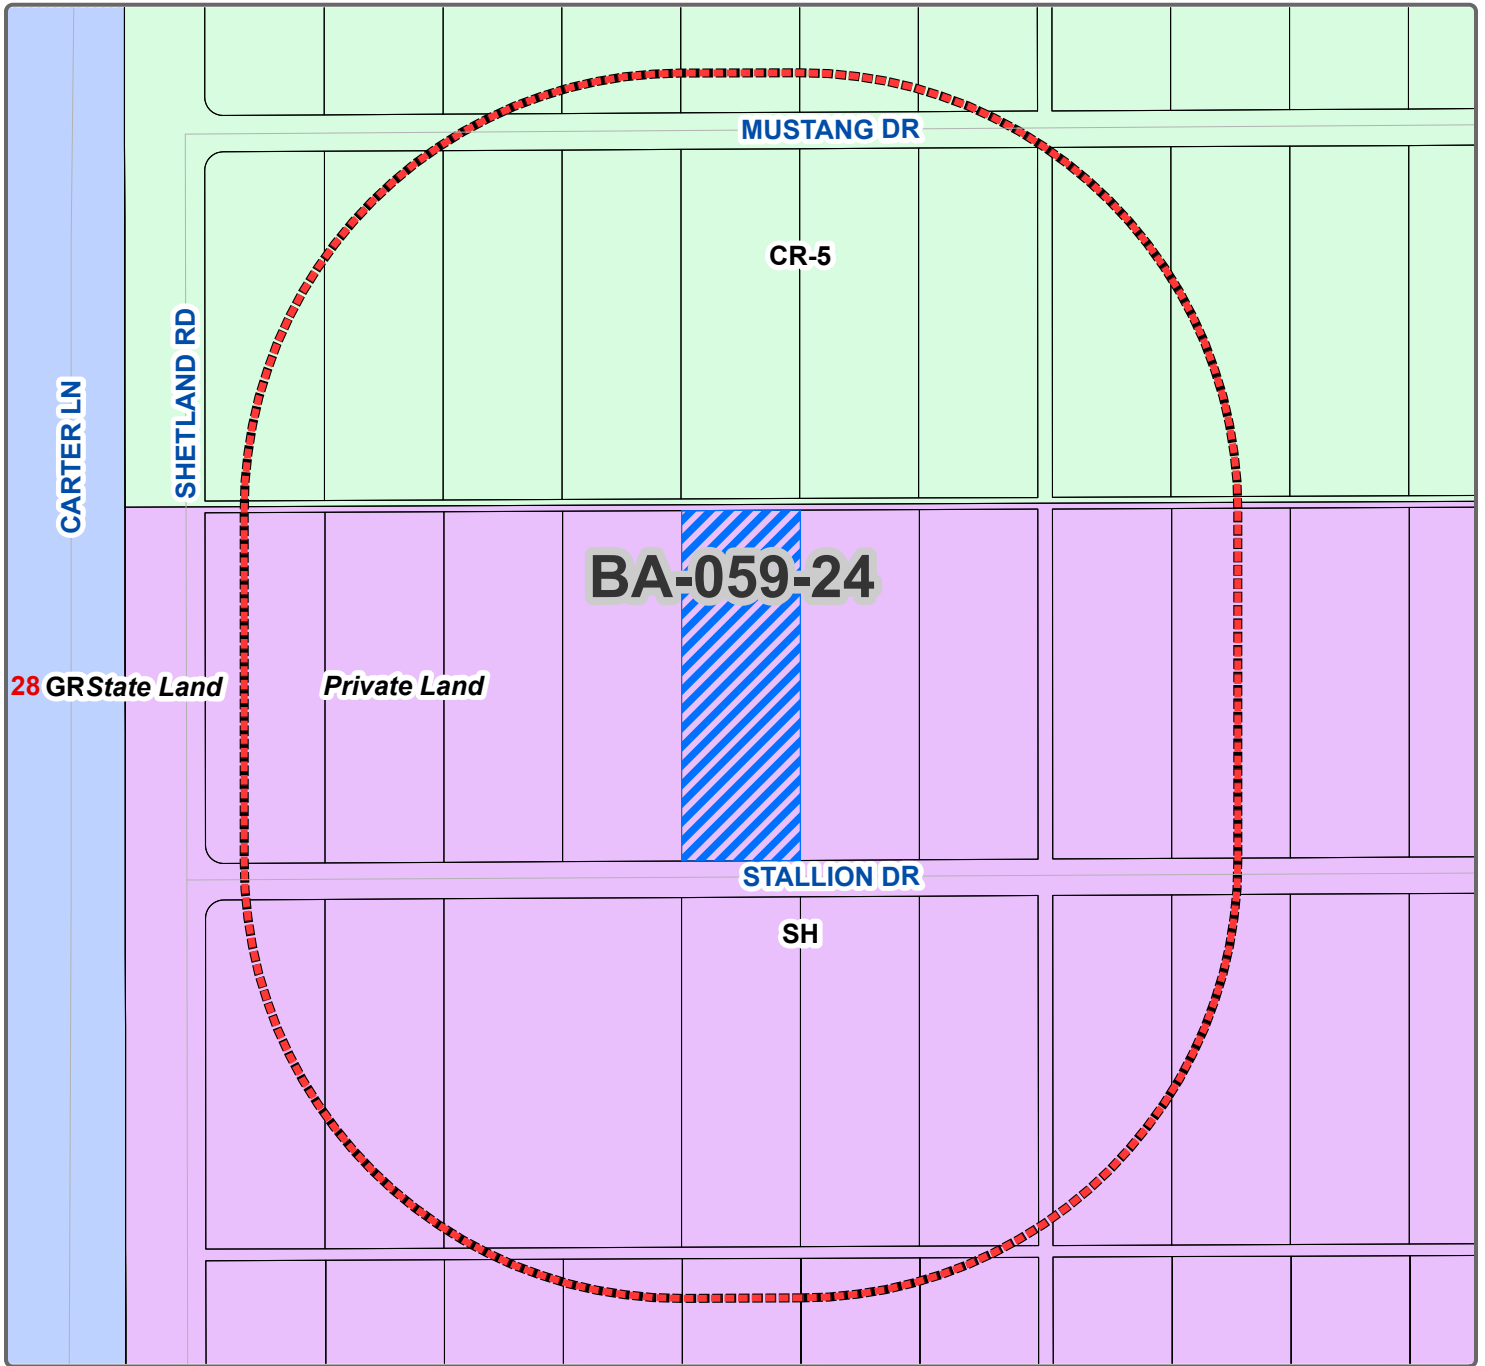 MUSTANG DR
CR-5
SHETLAND RD
CARTER LN
BA-059-24
28 GR State Land
Private Land
STALLION DR
SH